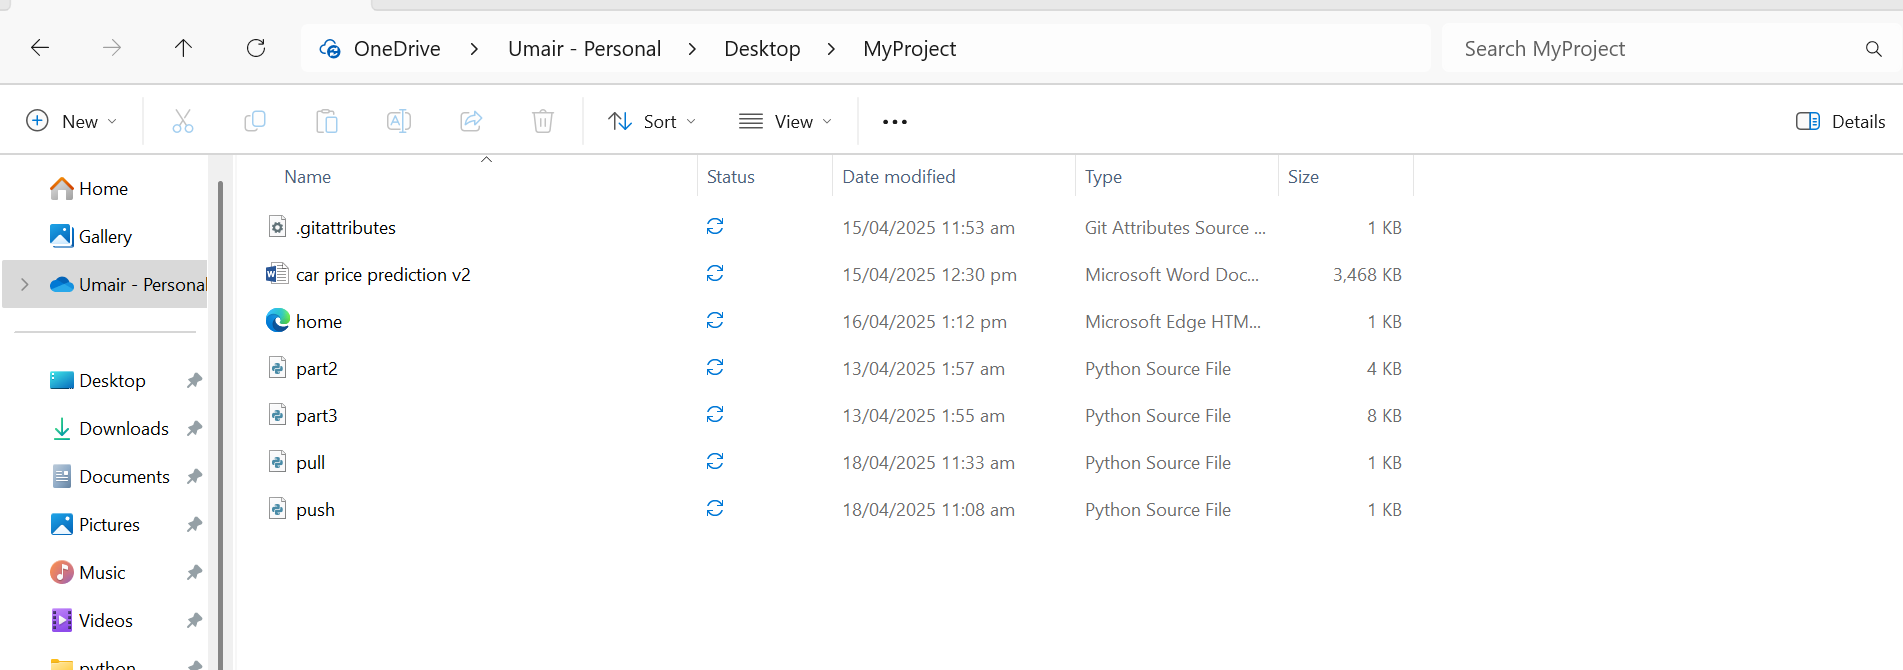 OneDrive > Umair - Personal > Desktop > MyProject
Search MyProject
New
Sort
View
Details
Home
Gallery
Umair - Personal
Desktop
Downloads
Documents
Pictures
Music
Videos
python
Name Status Date modified Type Size
.gitattributes 15/04/2025 11:53 am Git Attributes Source ... 1 KB
car price prediction v2 15/04/2025 12:30 pm Microsoft Word Doc... 3,468 KB
home 16/04/2025 1:12 pm Microsoft Edge HTM... 1 KB
part2 13/04/2025 1:57 am Python Source File 4 KB
part3 13/04/2025 1:55 am Python Source File 8 KB
pull 18/04/2025 11:33 am Python Source File 1 KB
push 18/04/2025 11:08 am Python Source File 1 KB